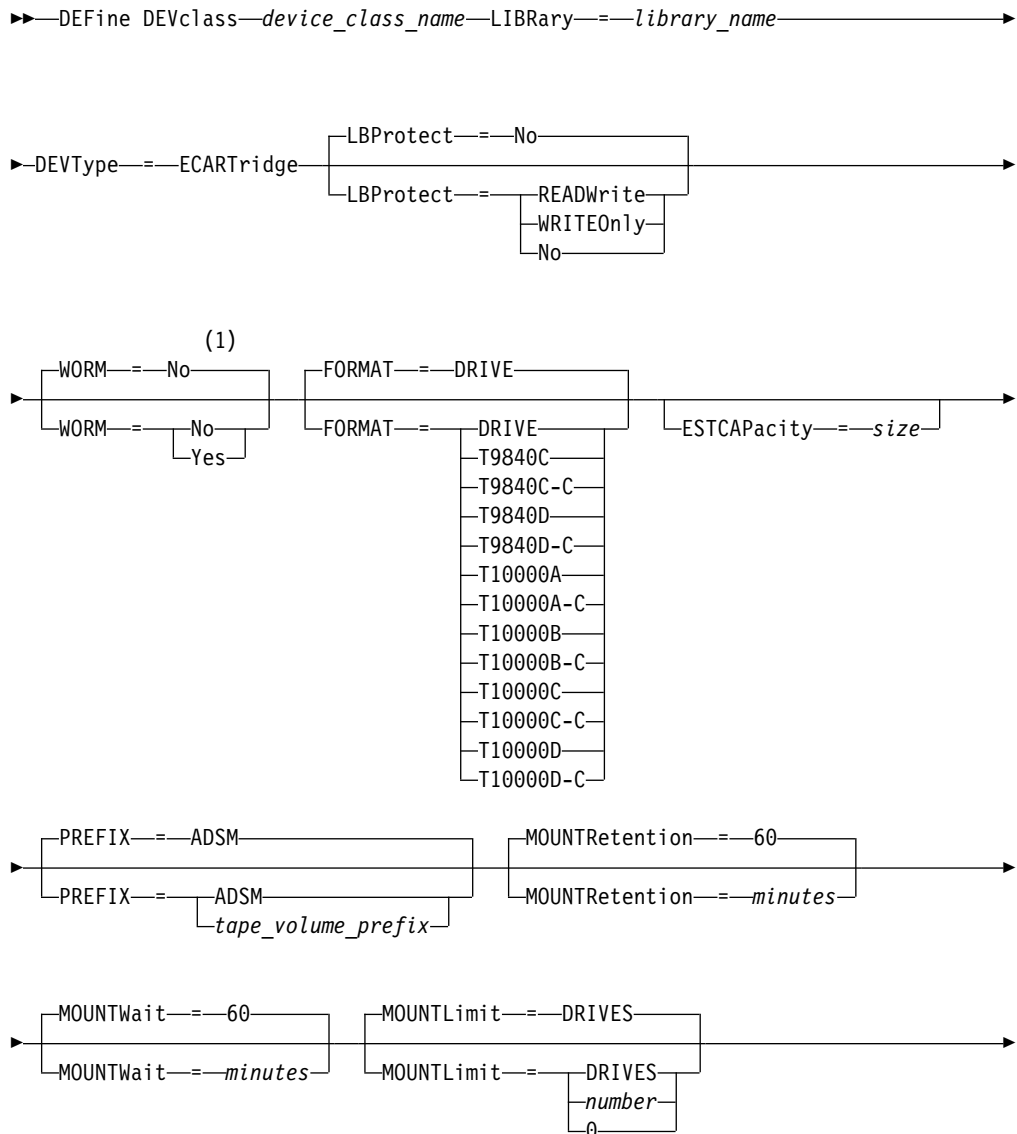 DEFine DEVclass device_class_name LIBRary = library_name
LBProtect = No
DEVType = ECARTridge
LBProtect = READWrite
WRITEOnly
No
(1)
WORM = No FORMAT = DRIVE
WORM = No FORMAT = DRIVE ESTCAPacity = size
Yes T9840C
T9840C-C
T9840D
T9840D-C
T10000A
T10000A-C
T10000B
T10000B-C
T10000C
T10000C-C
T10000D
T10000D-C
PREFIX = ADSM MOUNTRetention = 60
PREFIX = ADSM MOUNTRetention = minutes
tape_volume_prefix
MOUNTWait = 60 MOUNTLimit = DRIVES
MOUNTWait = minutes MOUNTLimit = DRIVES
number
0